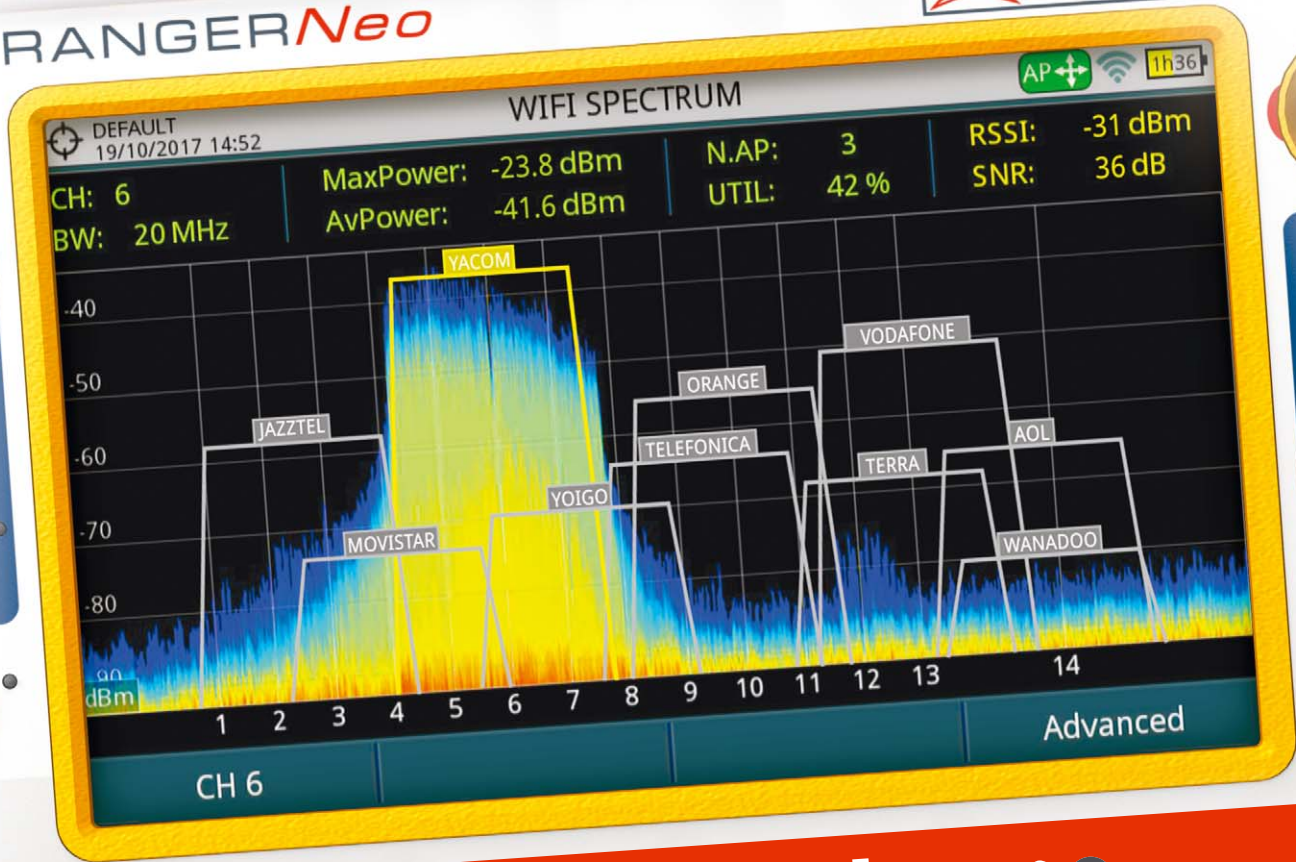 RANGERNeo
DEFAULT
19/10/2017 14:52
WIFI SPECTRUM
AP
1h36
CH: 6
BW: 20 MHz
MaxPower: -23.8 dBm
AvPower: -41.6 dBm
N.AP: 3
UTIL: 42 %
RSSI: -31 dBm
SNR: 36 dB
-40
-50
-60
-70
-80
dBm
YACOM
VODAFONE
ORANGE
JAZZTEL
TELEFONICA
AOL
TERRA
YOIGO
MOVISTAR
WANADOO
1 2 3 4 5 6 7 8 9 10 11 12 13 14
CH 6
Advanced